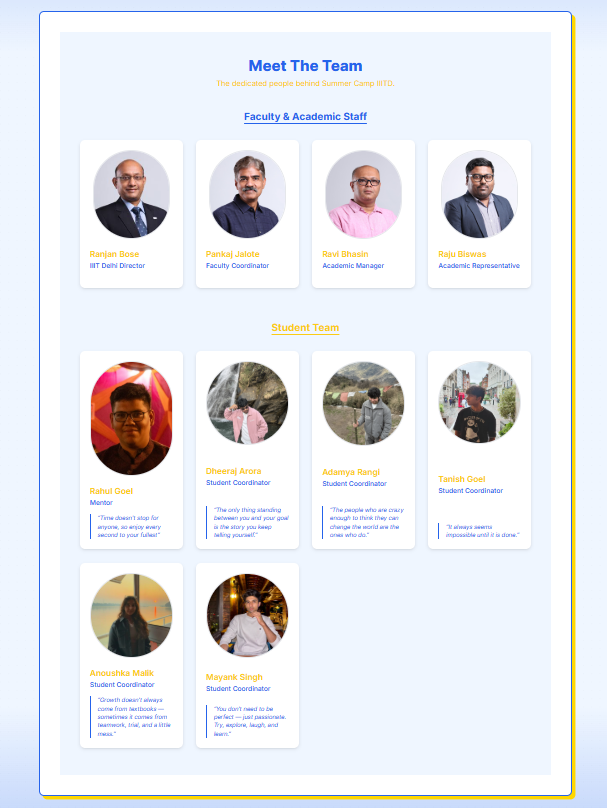 Meet The Team
The dedicated people behind Summer Camp IIITD.
Faculty & Academic Staff
Ranjan Bose
IIIT Delhi Director
Pankaj Jalote
Faculty Coordinator
Ravi Bhasin
Academic Manager
Raju Biswas
Academic Representative
Student Team
Rahul Goel
Mentor
"Time doesn't stop for
anyone, so enjoy every
second to your fullest"
Dheeraj Arora
Student Coordinator
"The only thing standing
between you and your goal
is the story you keep
telling yourself."
Adamya Rangi
Student Coordinator
"The people who are crazy
enough to think they can
change the world are the
ones who do."
Tanish Goel
Student Coordinator
"It always seems
impossible until it is done."
Anoushka Malik
Student Coordinator
"Growth doesn't always
come from textbooks —
sometimes it comes from
teamwork, trial, and a little
mess."
Mayank Singh
Student Coordinator
"You don't need to be
perfect — just passionate.
Try, explore, laugh, and
learn."